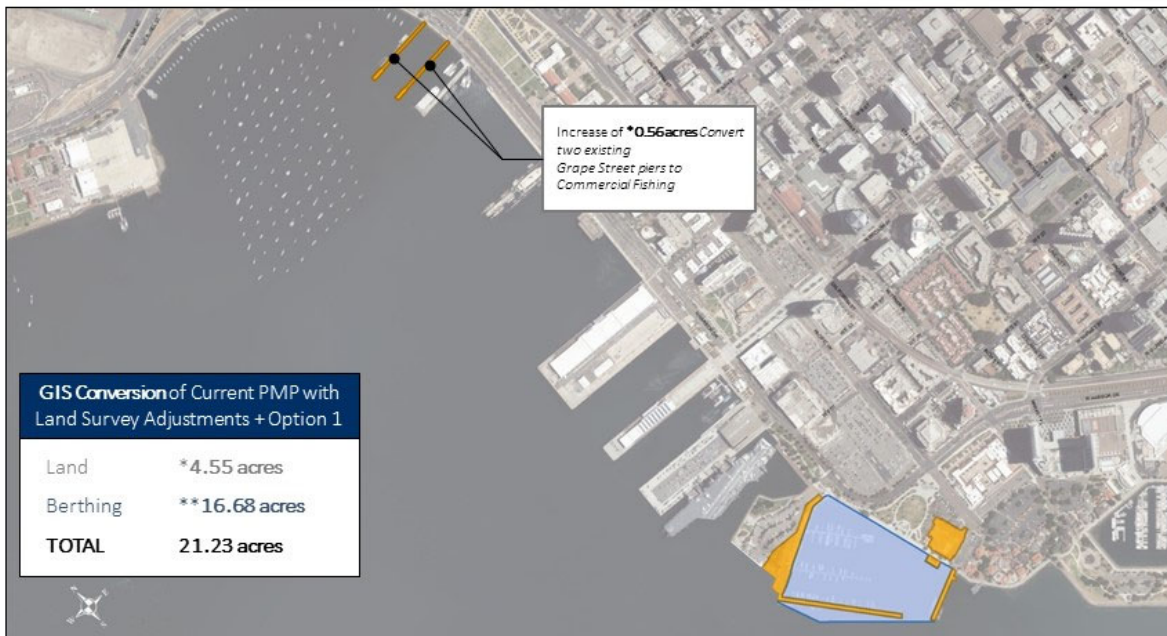 Increase of *0.56acres Convert
two existing
Grape Street piers to
Commercial Fishing
GIS Conversion of Current PMP with
Land Survey Adjustments + Option 1
Land *4.55 acres
Berthing **16.68 acres
TOTAL 21.23 acres